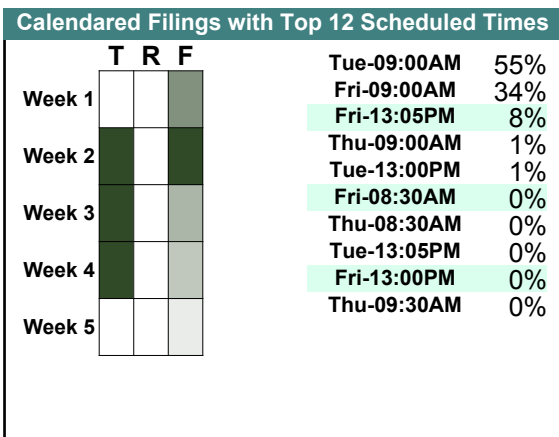 Calendared Filings with Top 12 Scheduled Times
T R F
Week 1
Week 2
Week 3
Week 4
Week 5
Tue-09:00AM 55%
Fri-09:00AM 34%
Fri-13:05PM 8%
Thu-09:00AM 1%
Tue-13:00PM 1%
Fri-08:30AM 0%
Thu-08:30AM 0%
Tue-13:05PM 0%
Fri-13:00PM 0%
Thu-09:30AM 0%